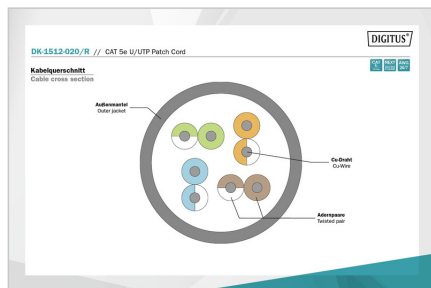 DIGITUS®
DK-1512-020/R // CAT 5e U/UTP Patch Cord
Kabelquerschnitt
Cable cross section
Außenmantel
Outer jacket
Cu-Draht
Cu-Wire
Adernpaare
Twisted pair